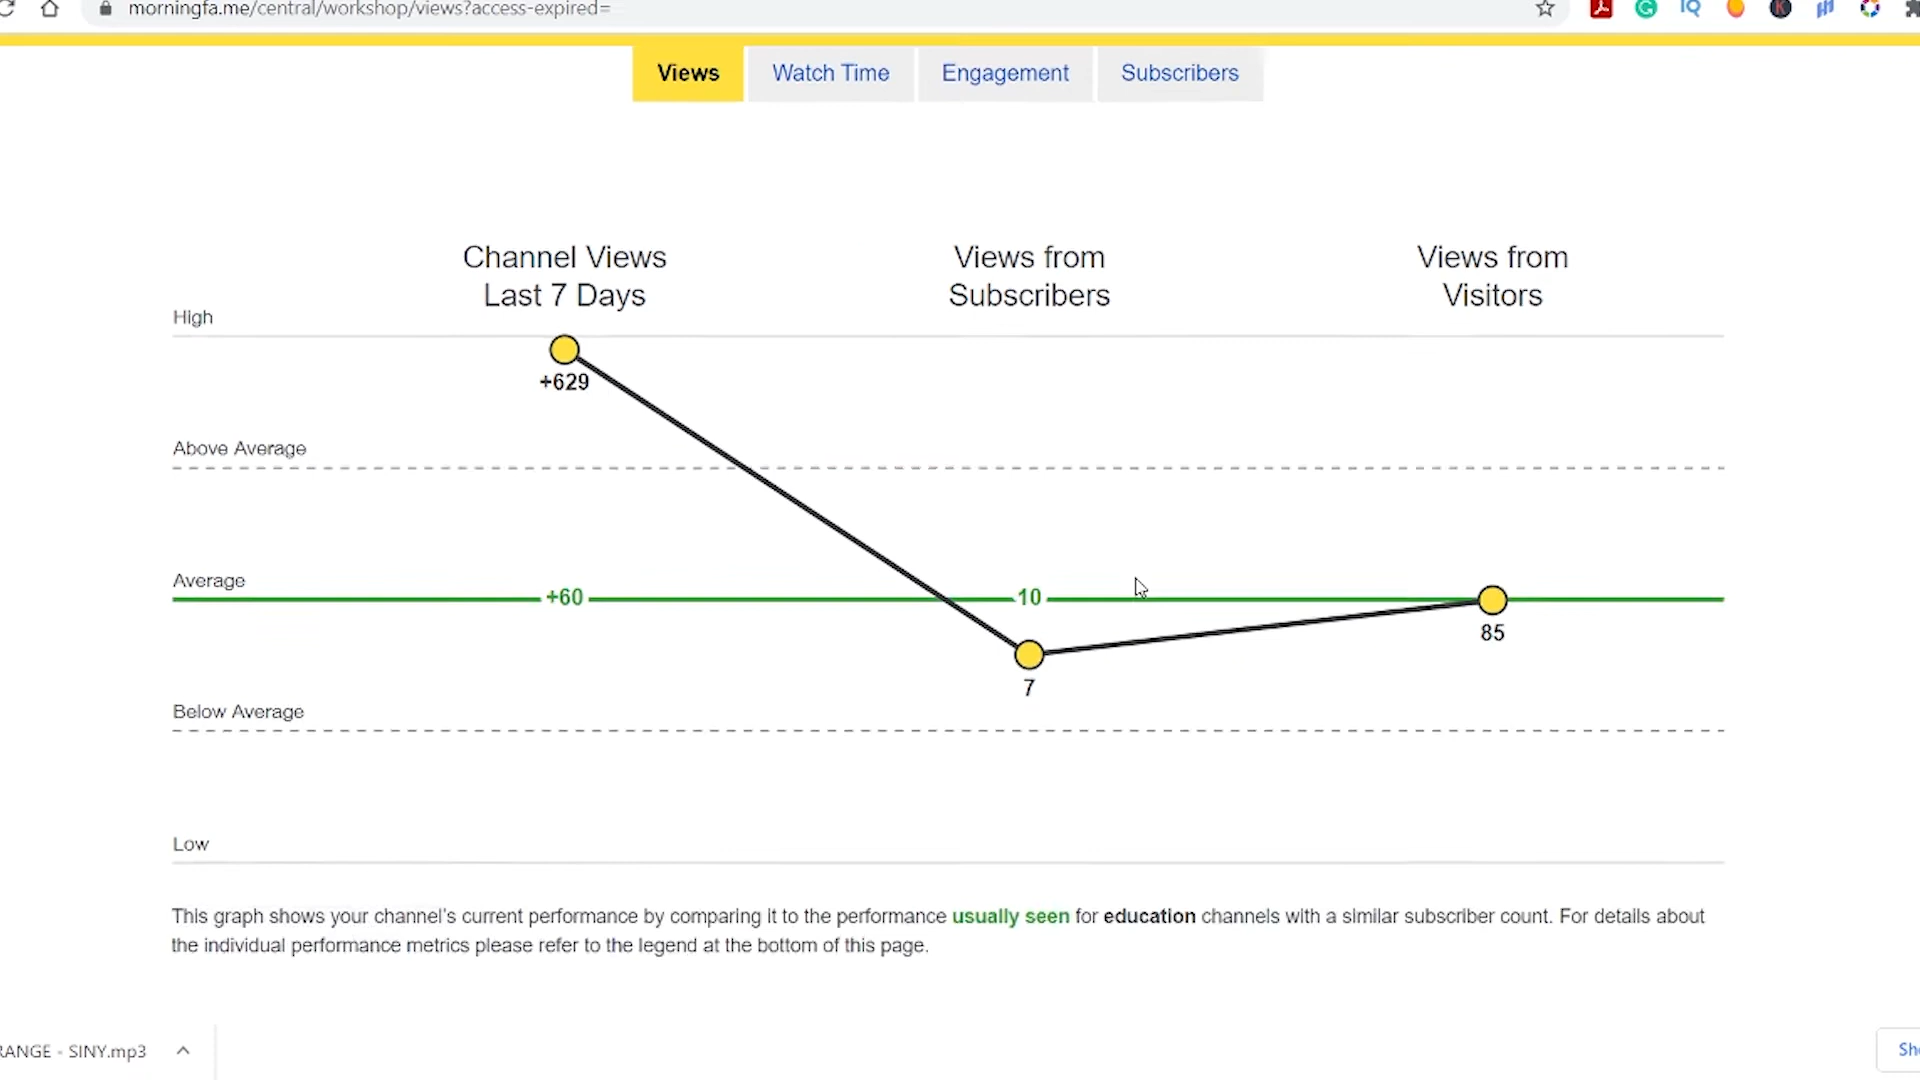 morningfa.me/central/workshop/views?access-expired=
Views
Watch Time
Engagement
Subscribers
Channel Views
Last 7 Days
Views from
Subscribers
Views from
Visitors
High
+629
Above Average
Average
+60
10
85
7
Below Average
Low
This graph shows your channel's current performance by comparing it to the performance usually seen for education channels with a similar subscriber count. For details about
the individual performance metrics please refer to the legend at the bottom of this page.
RANGE - SINY.mp3